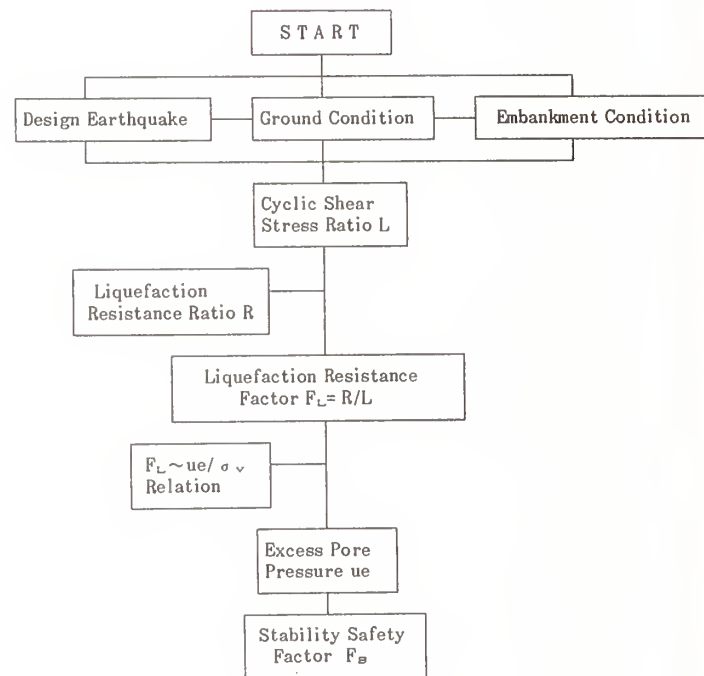 START
Design Earthquake
Ground Condition
Embankment Condition
Cyclic Shear
Stress Ratio L
Liquefaction
Resistance Ratio R
Liquefaction Resistance
Factor FL= R/L
FL~ue/σv
Relation
Excess Pore
Pressure ue
Stability Safety
Factor Fs